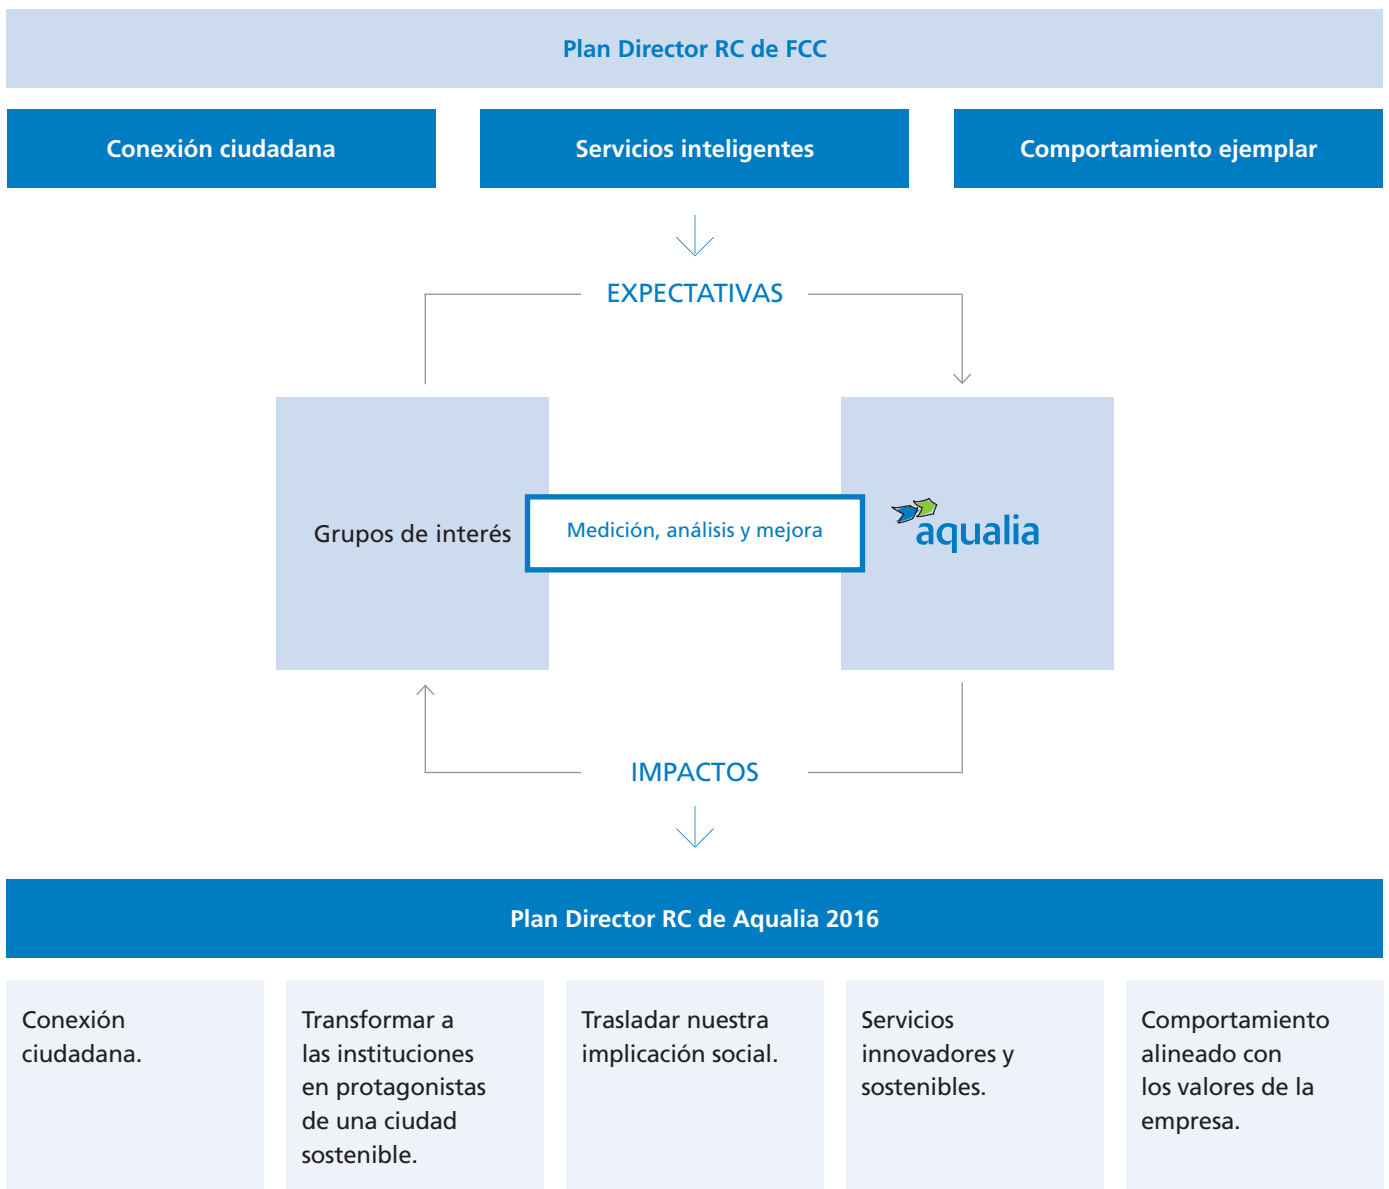 Plan Director RC de FCC
Conexión ciudadana
Servicios inteligentes
Comportamiento ejemplar
EXPECTATIVAS
Grupos de interés
Medición, análisis y mejora
aqualia
IMPACTOS
Plan Director RC de Aqualia 2016
Conexión
ciudadana.
Transformar a
las instituciones
en protagonistas
de una ciudad
sostenible.
Trasladar nuestra
implicación social.
Servicios
innovadores y
sostenibles.
Comportamiento
alineado con
los valores de la
empresa.